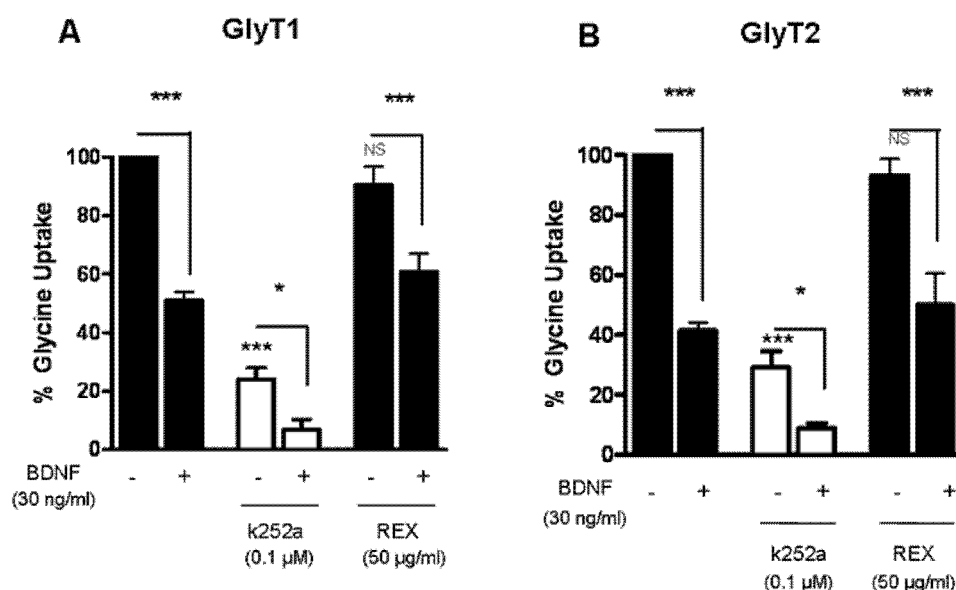 A GlyT1
*** ***
NS
100
80
60
40
20
0
% Glycine Uptake
*
***
BDNF - + - + - +
(30 ng/ml)
k252a REX
(0.1 µM) (50 µg/ml)
B GlyT2
*** ***
NS
100
80
60
40
20
0
% Glycine Uptake
*
***
BDNF - + - + - +
(30 ng/ml)
k252a REX
(0.1 µM) (50 µg/ml)